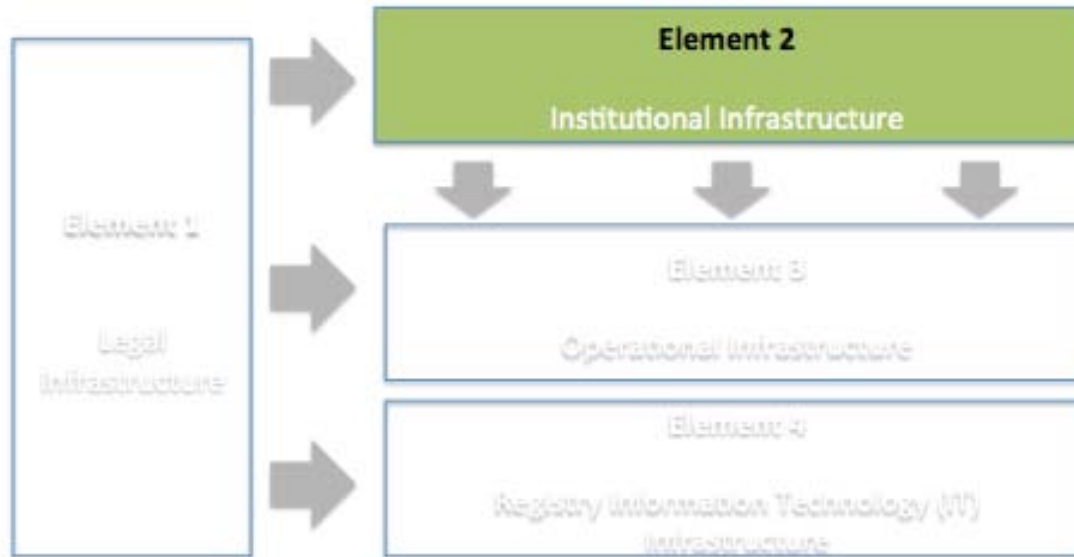 Element 1
Legal
Infrastructure
Element 2
Institutional Infrastructure
Element 3
Operational Infrastructure
Element 4
Registry Information Technology (IT)
Infrastructure